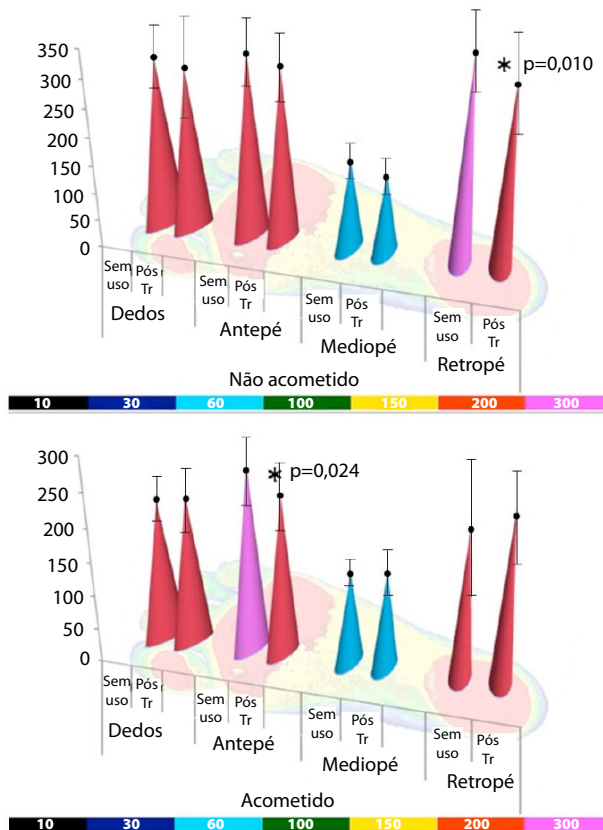 350
300
* p=0,010
250
200
150
100
50
0
Sem uso Pós Tr Sem uso Pós Tr Sem uso Pós Tr Sem uso Pós Tr
Dedos Antepé Mediopé Retropé
Não acometido
10 30 60 100 150 200 300
300
* p=0,024
250
200
150
100
50
0
Sem uso Pós Tr Sem uso Pós Tr Sem uso Pós Tr Sem uso Pós Tr
Dedos Antepé Mediopé Retropé
Acometido
10 30 60 100 150 200 300